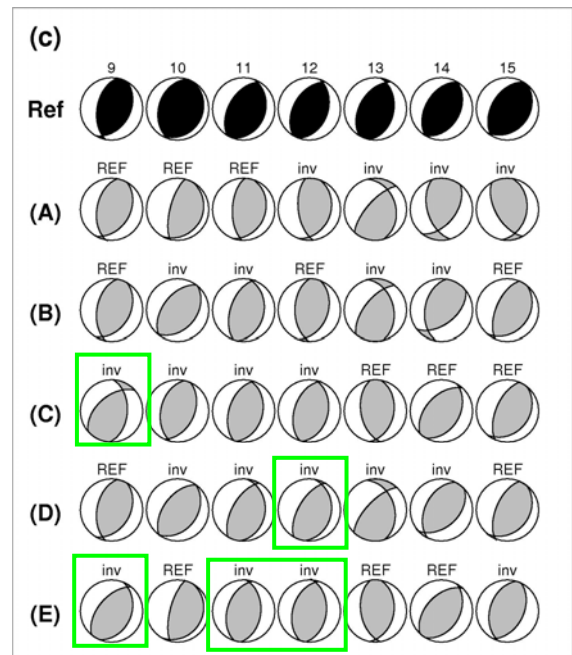 (c)
9 10 11 12 13 14 15
Ref
REF REF REF inv inv inv inv
(A)
REF inv inv REF inv inv REF
(B)
inv inv inv inv REF REF REF
(C)
REF inv inv inv inv inv REF
(D)
inv REF inv inv REF REF inv
(E)